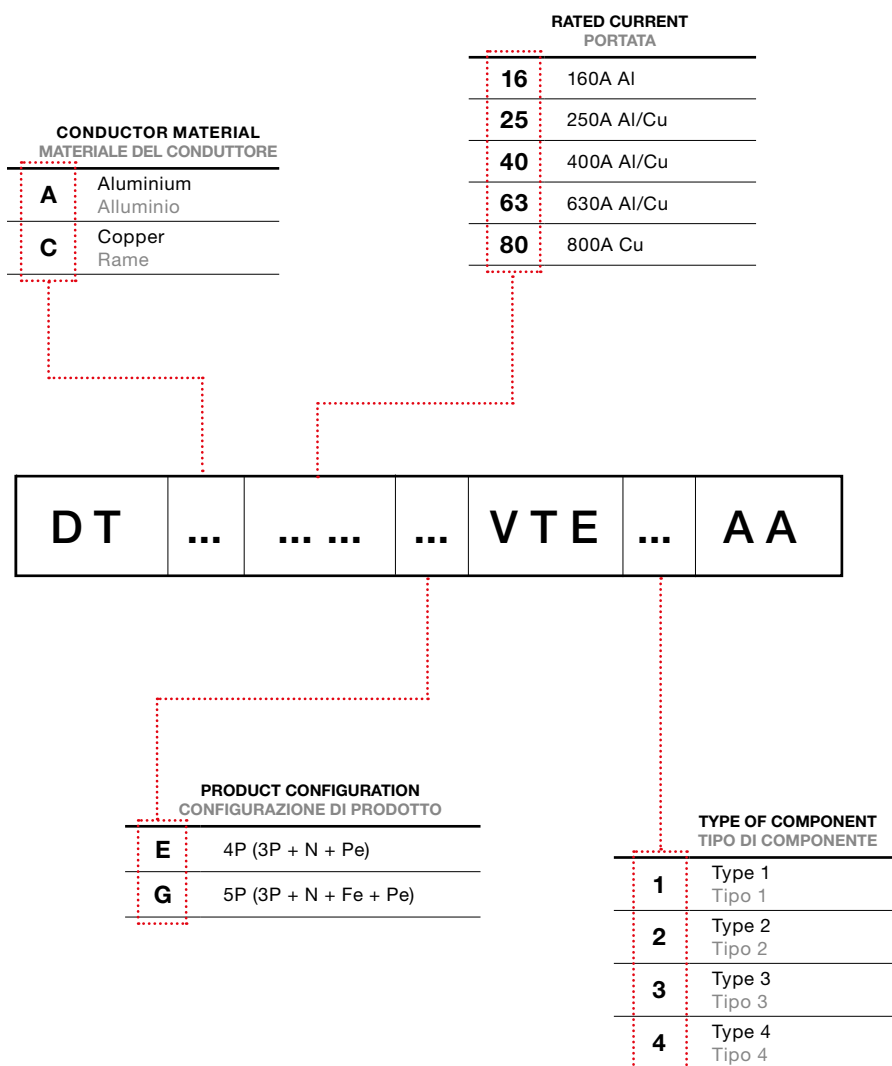 RATED CURRENT
PORTATA
16 160A Al
25 250A Al/Cu
40 400A Al/Cu
63 630A Al/Cu
80 800A Cu
CONDUCTOR MATERIAL
MATERIALE DEL CONDUTTORE
A Aluminium
Alluminio
C Copper
Rame
DT ... ... ... ... VTE ... AA
PRODUCT CONFIGURATION
CONFIGURAZIONE DI PRODOTTO
E 4P (3P + N + Pe)
G 5P (3P + N + Fe + Pe)
TYPE OF COMPONENT
TIPO DI COMPONENTE
1 Type 1
Tipo 1
2 Type 2
Tipo 2
3 Type 3
Tipo 3
4 Type 4
Tipo 4